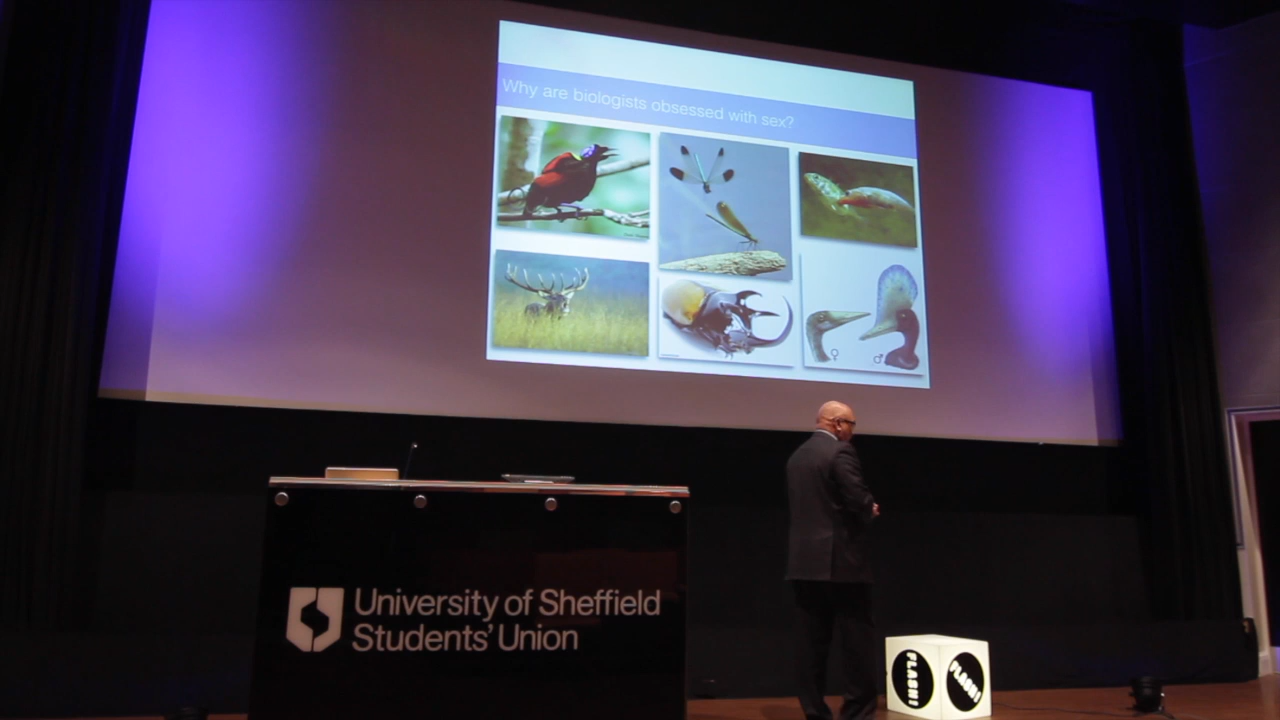 Why are biologists obsessed with sex?
♀
♂
University of Sheffield
Students' Union
FLASH!
FLASH!